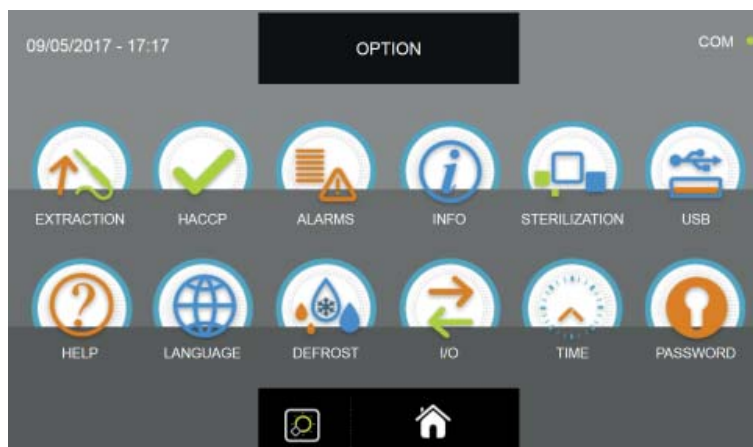 09/05/2017 - 17:17
OPTION
COM
EXTRACTION
HACCP
ALARMS
INFO
STERILIZATION
USB
HELP
LANGUAGE
DEFROST
I/O
TIME
PASSWORD